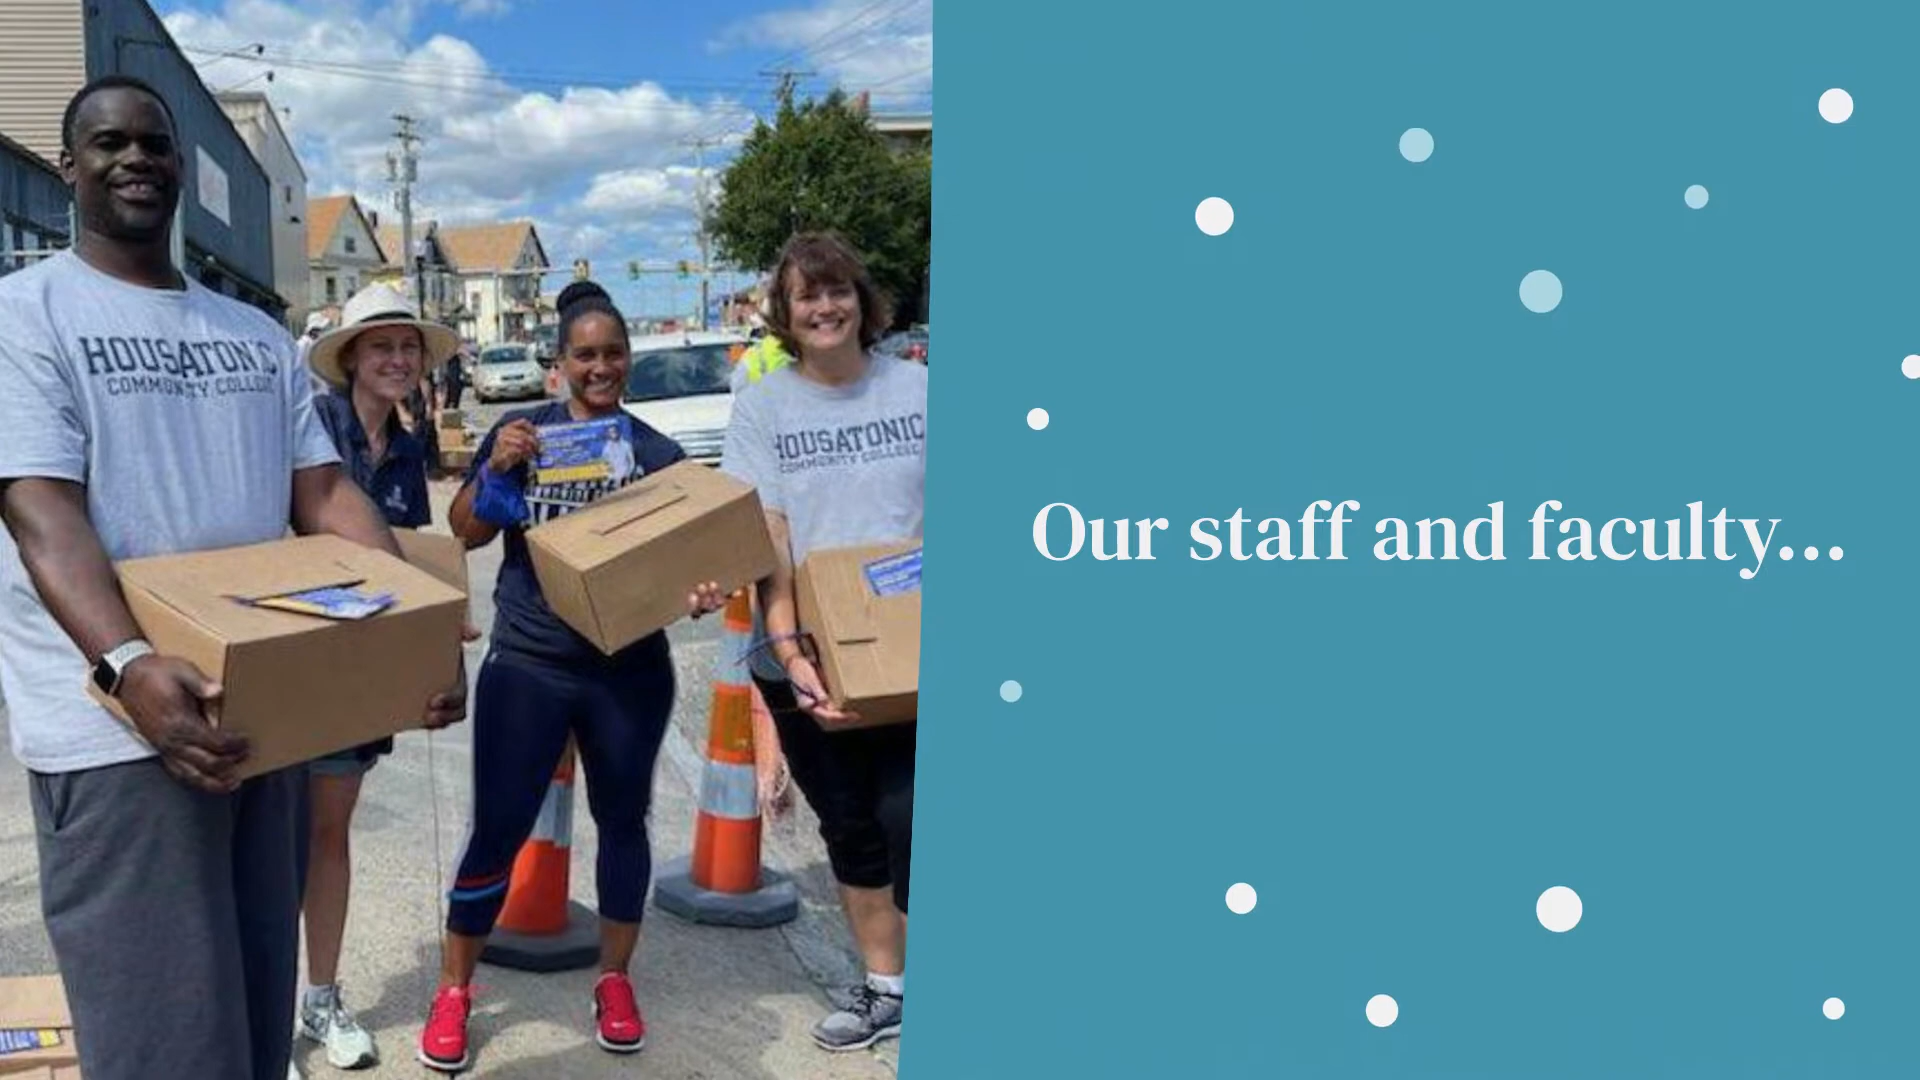 HOUSATONIC
COMMUNITY COLLEGE
HOUSATONIC
COMMUNITY COLLEGE
Our staff and faculty...